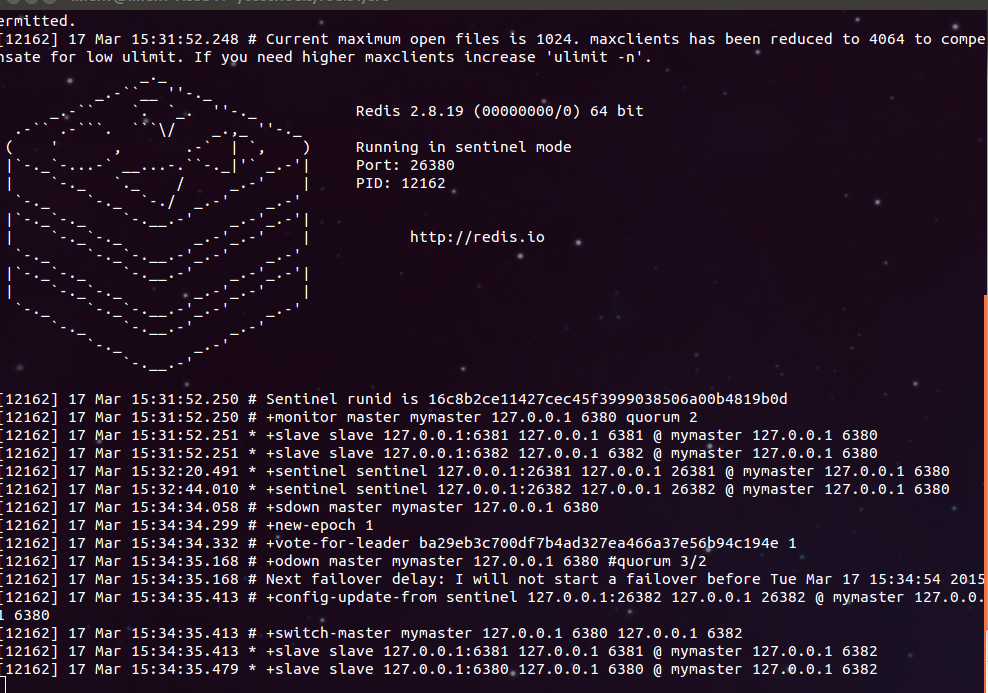 ermitted.
[12162] 17 Mar 15:31:52.248 # Current maximum open files is 1024. maxclients has been reduced to 4064 to compe
nsate for low ulimit. If you need higher maxclients increase 'ulimit -n'.
Redis 2.8.19 (00000000/0) 64 bit
Running in sentinel mode
Port: 26380
PID: 12162
http://redis.io
[12162] 17 Mar 15:31:52.250 # Sentinel runid is 16c8b2ce11427cec45f3999038506a00b4819b0d
[12162] 17 Mar 15:31:52.250 # +monitor master mymaster 127.0.0.1 6380 quorum 2
[12162] 17 Mar 15:31:52.251 * +slave slave 127.0.0.1:6381 127.0.0.1 6381 @ mymaster 127.0.0.1 6380
[12162] 17 Mar 15:31:52.251 * +slave slave 127.0.0.1:6382 127.0.0.1 6382 @ mymaster 127.0.0.1 6380
[12162] 17 Mar 15:32:20.491 * +sentinel sentinel 127.0.0.1:26381 127.0.0.1 26381 @ mymaster 127.0.0.1 6380
[12162] 17 Mar 15:32:44.010 * +sentinel sentinel 127.0.0.1:26382 127.0.0.1 26382 @ mymaster 127.0.0.1 6380
[12162] 17 Mar 15:34:34.058 # +sdown master mymaster 127.0.0.1 6380
[12162] 17 Mar 15:34:34.299 # +new-epoch 1
[12162] 17 Mar 15:34:34.332 # +vote-for-leader ba29eb3c700df7b4ad327ea466a37e56b94c194e 1
[12162] 17 Mar 15:34:35.168 # +odown master mymaster 127.0.0.1 6380 #quorum 3/2
[12162] 17 Mar 15:34:35.168 # Next failover delay: I will not start a failover before Tue Mar 17 15:34:54 2015
[12162] 17 Mar 15:34:35.413 # +config-update-from sentinel 127.0.0.1:26382 127.0.0.1 26382 @ mymaster 127.0.0.
1 6380
[12162] 17 Mar 15:34:35.413 # +switch-master mymaster 127.0.0.1 6380 127.0.0.1 6382
[12162] 17 Mar 15:34:35.413 * +slave slave 127.0.0.1:6381 127.0.0.1 6381 @ mymaster 127.0.0.1 6382
[12162] 17 Mar 15:34:35.479 * +slave slave 127.0.0.1:6380 127.0.0.1 6380 @ mymaster 127.0.0.1 6382